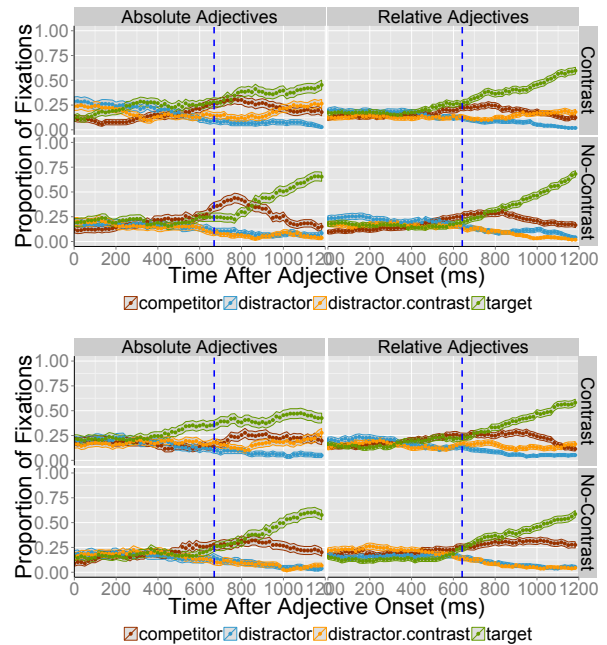 Absolute Adjectives Relative Adjectives
1.00
0.75
0.50
0.25
0.00
Contrast
1.00
0.75
0.50
0.25
0.00
No-Contrast
Proportion of Fixations
0 200 400 600 800 1000 1200 0 200 400 600 800 1000 1200
Time After Adjective Onset (ms)
competitor distractor distractor.contrast target
Absolute Adjectives Relative Adjectives
1.00
0.75
0.50
0.25
0.00
Contrast
1.00
0.75
0.50
0.25
0.00
No-Contrast
Proportion of Fixations
0 200 400 600 800 1000 1200 0 200 400 600 800 1000 1200
Time After Adjective Onset (ms)
competitor distractor distractor.contrast target